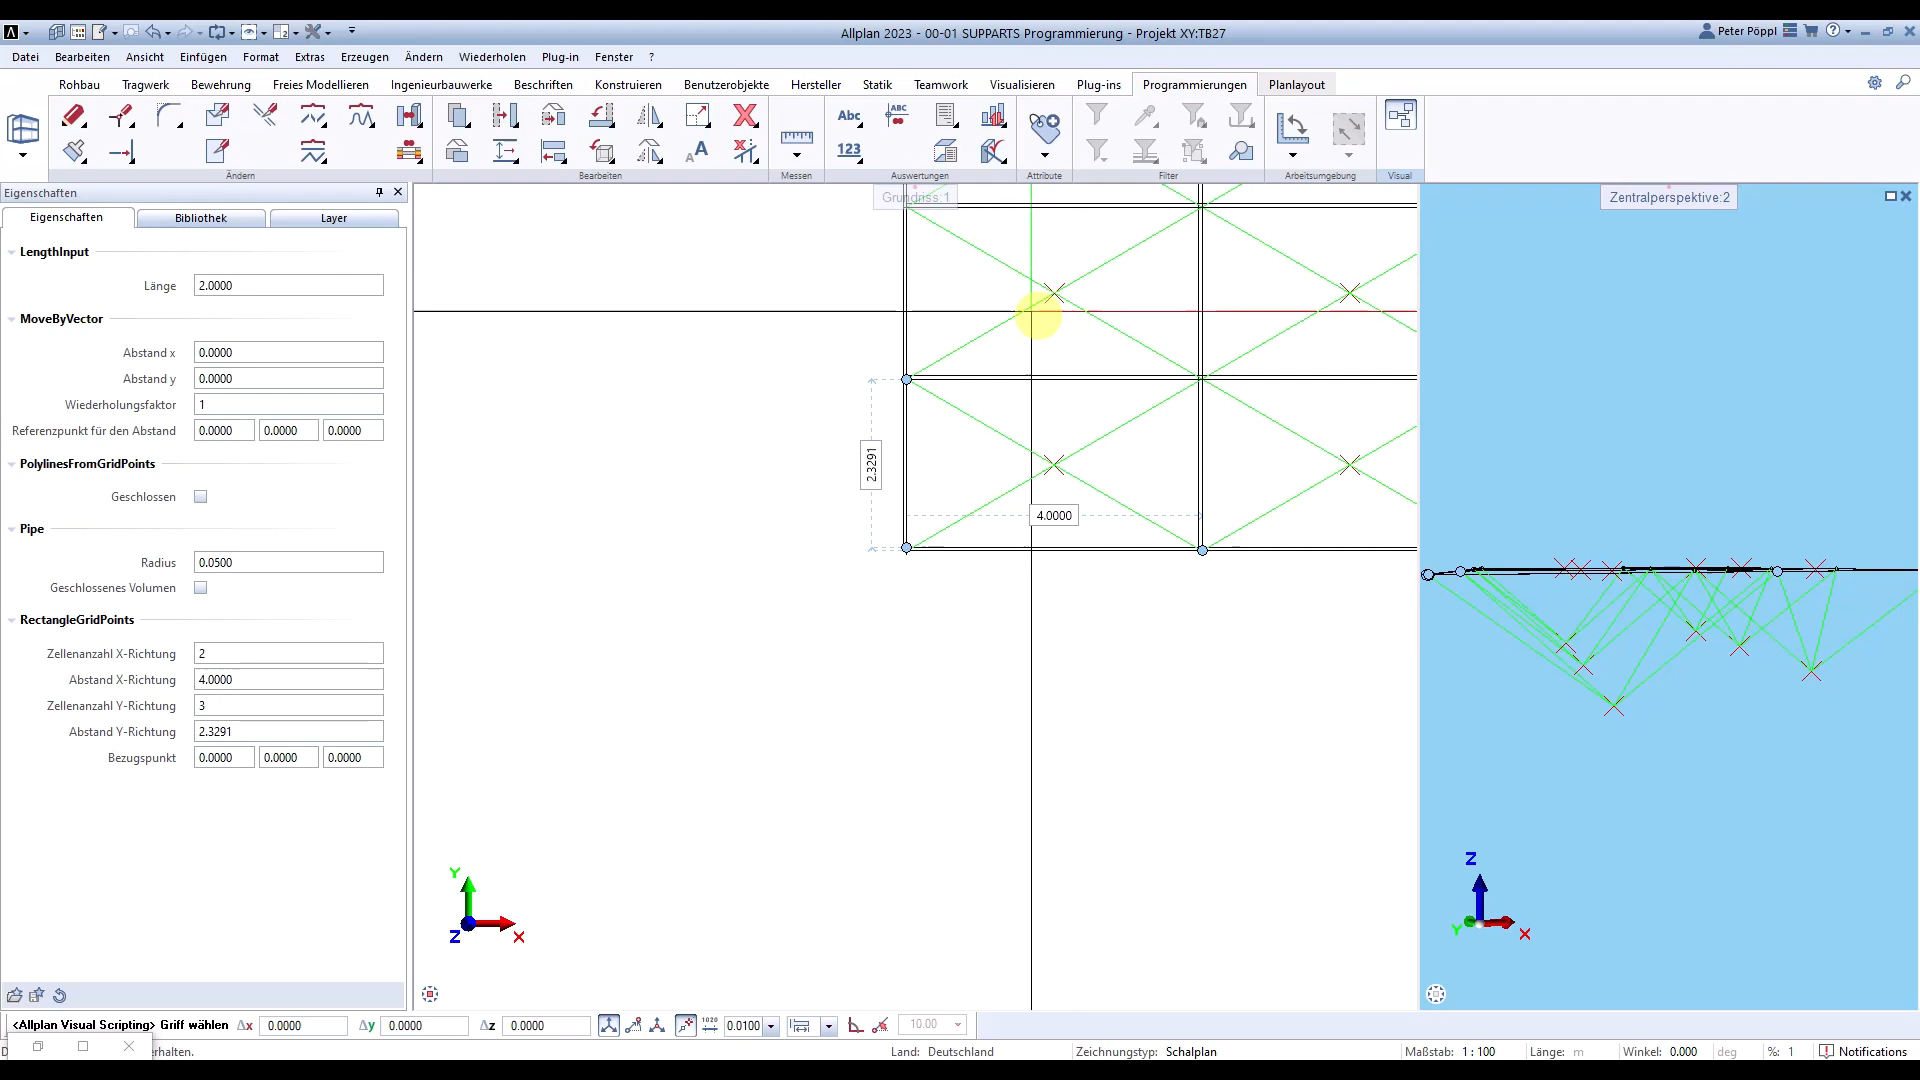 Allplan 2023 - 00-01 SUPPARTS Programmierung - Projekt XY:TB27
Peter Pöppl
Datei Bearbeiten Ansicht Einfügen Format Extras Erzeugen Ändern Wiederholen Plug-in Fenster ?
Rohbau Tragwerk Bewehrung Freies Modellieren Ingenieurbauwerke Beschriften Konstruieren Benutzerobjekte Hersteller Statik Teamwork Visualisieren Plug-ins Programmierungen Planlayout
Abc
ABC
123
A A
Ändern Bearbeiten Messen Auswertungen Attribute Filter Arbeitsumgebung Visual
Eigenschaften
Eigenschaften Bibliothek Layer
LengthInput
Länge 2.0000
MoveByVector
Abstand x 0.0000
Abstand y 0.0000
Wiederholungsfaktor 1
Referenzpunkt für den Abstand 0.0000 0.0000 0.0000
PolylinesFromGridPoints
Geschlossen
Pipe
Radius 0.0500
Geschlossenes Volumen
RectangleGridPoints
Zellenanzahl X-Richtung 2
Abstand X-Richtung 4.0000
Zellenanzahl Y-Richtung 3
Abstand Y-Richtung 2.3291
Bezugspunkt 0.0000 0.0000 0.0000
Grundriss:1
2.3291
4.0000
Y
Z
X
Zentralperspektive:2
Z
Y
X
<Allplan Visual Scripting> Griff wählen Δx 0.0000 Δy 0.0000 Δz 0.0000 1020 0.0100 10.00
erhalten. Land: Deutschland Zeichnungstyp: Schalplan Maßstab: 1 : 100 Länge: m Winkel: 0.000 deg %: 1 Notifications